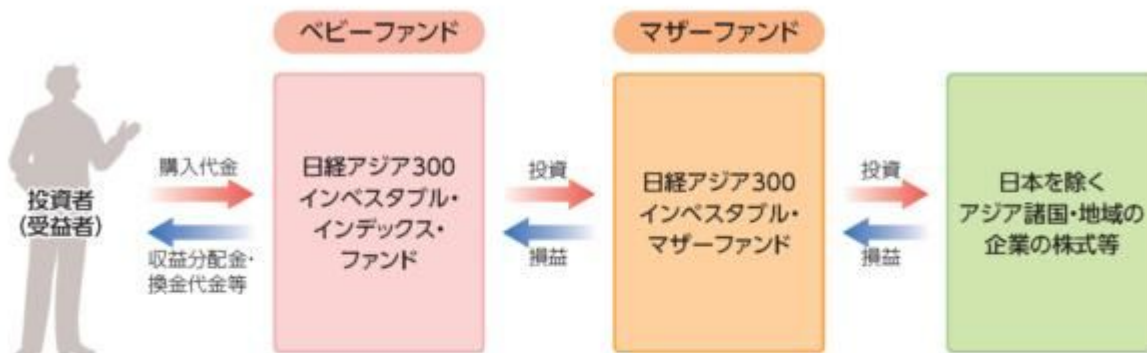 ベビーファンド
マザーファンド
投資者
(受益者)
購入代金
収益分配金・
換金代金等
日経アジア300
インベスタブル・
インデックス・
ファンド
投資
損益
日経アジア300
インベスタブル・
マザーファンド
投資
損益
日本を除く
アジア諸国・地域の
企業の株式等